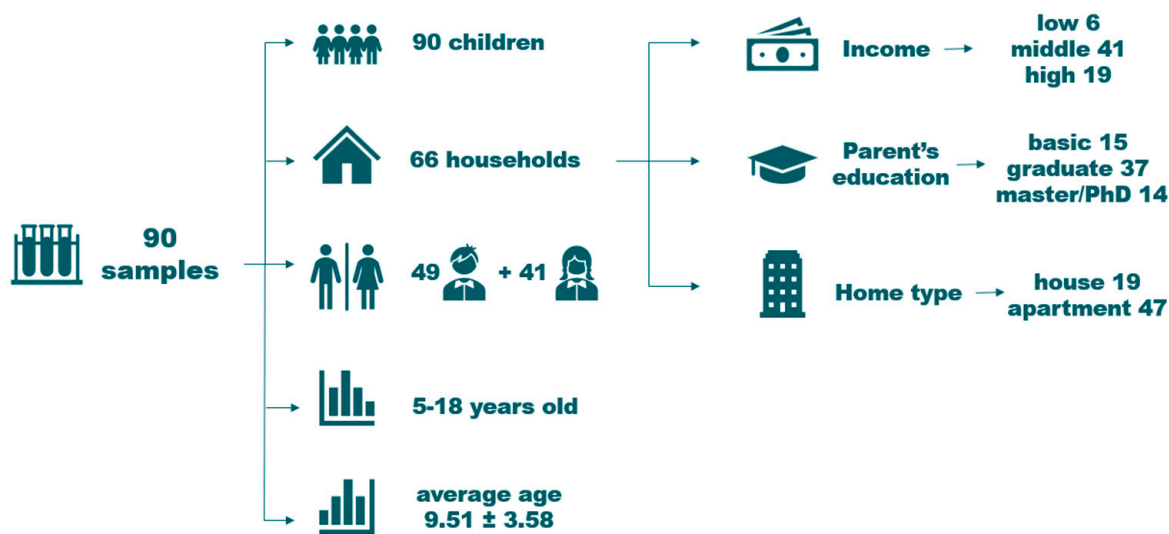 90
samples
90 children
66 households
49 + 41
5-18 years old
average age
9.51 ± 3.58
Income
low 6
middle 41
high 19
Parent's
education
basic 15
graduate 37
master/PhD 14
Home type
house 19
apartment 47